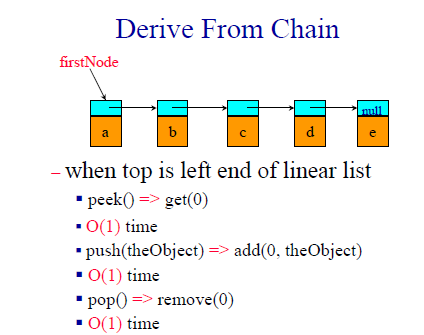 Derive From Chain
firstNode
null
a b c d e
– when top is left end of linear list
▪ peek() => get(0)
▪ O(1) time
▪ push(theObject) => add(0, theObject)
▪ O(1) time
▪ pop() => remove(0)
▪ O(1) time